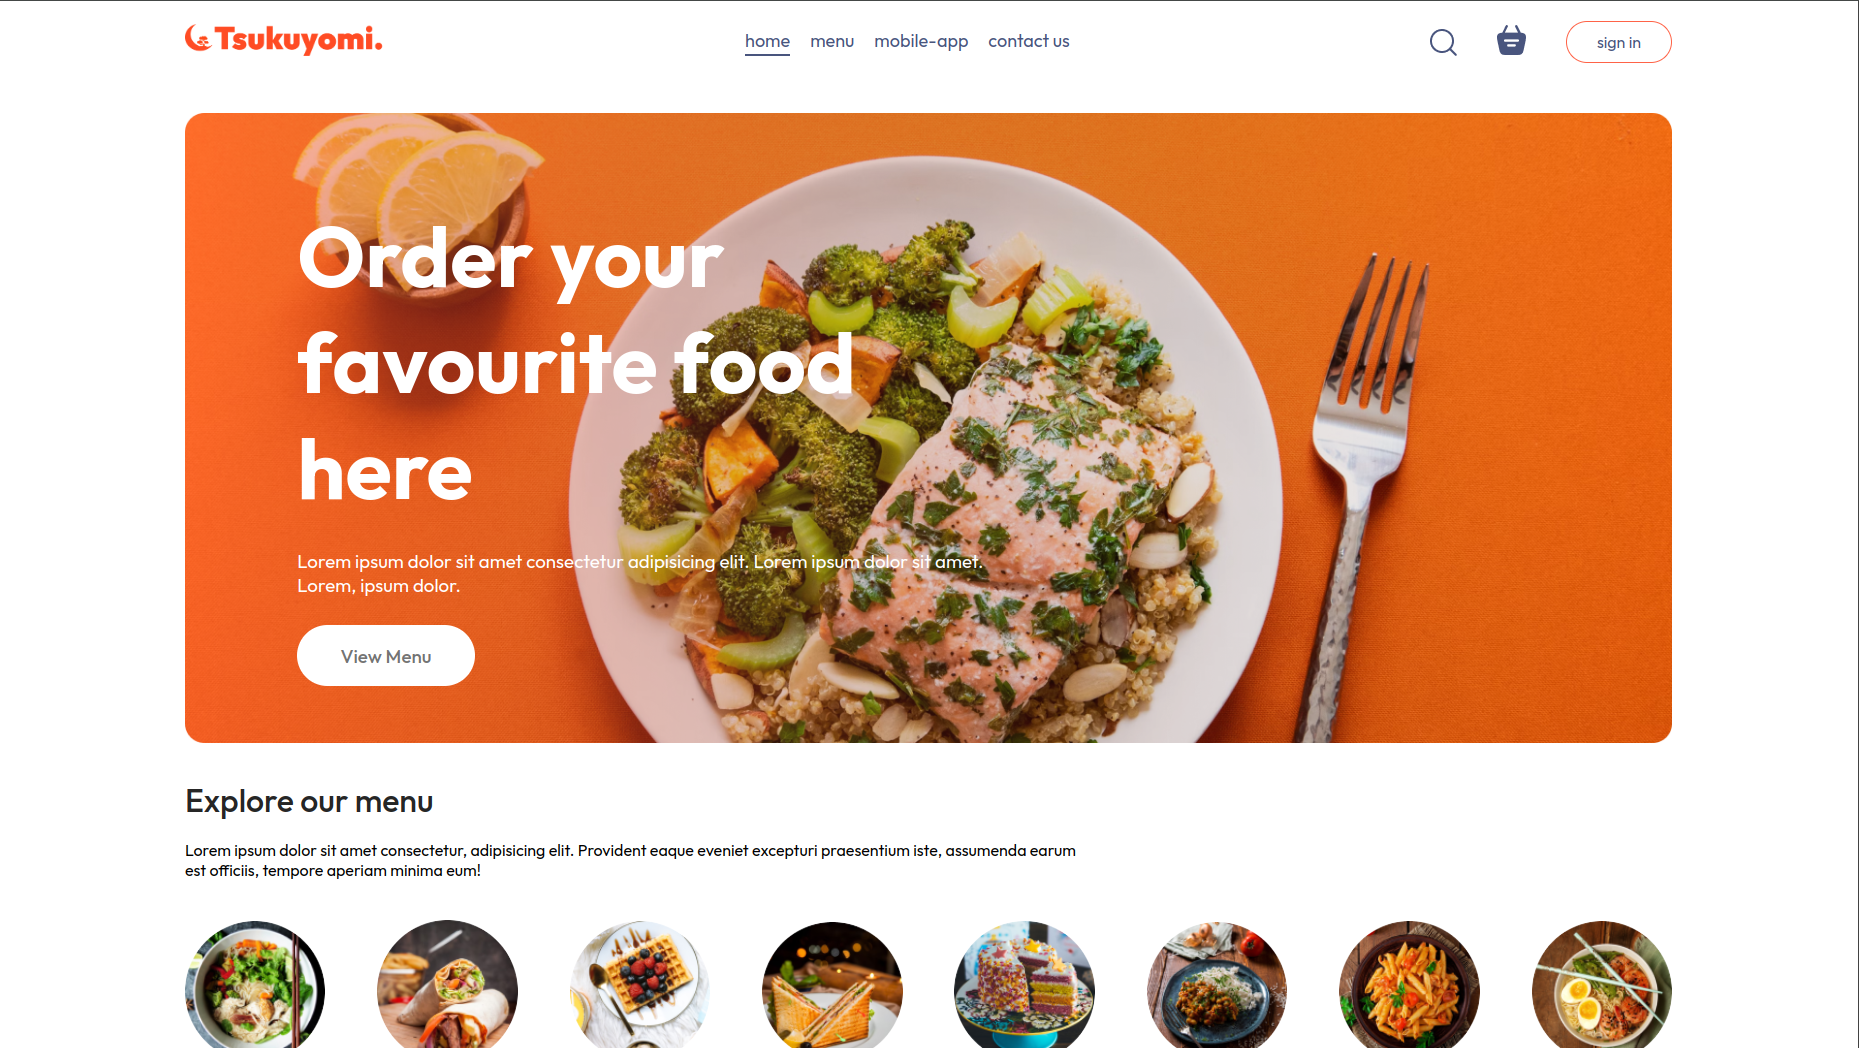 Tsukuyomi.
home menu mobile-app contact us
sign in
Order your
favourite food
here
Lorem ipsum dolor sit amet consectetur adipisicing elit. Lorem ipsum dolor sit amet.
Lorem, ipsum dolor.
View Menu
Explore our menu
Lorem ipsum dolor sit amet consectetur, adipisicing elit. Provident eaque eveniet excepturi praesentium iste, assumenda earum
est officiis, tempore aperiam minima eum!